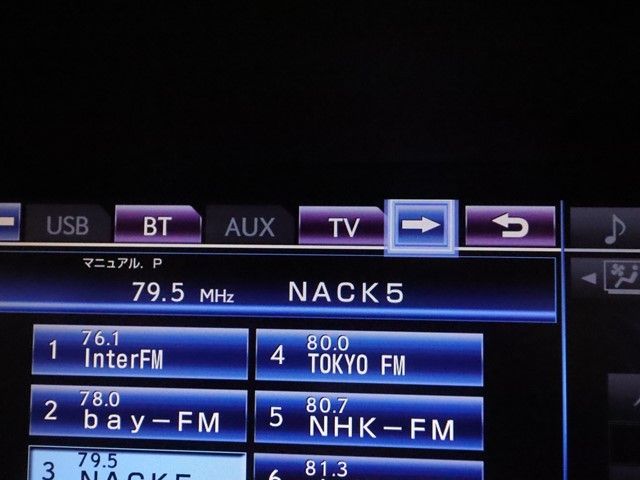 USB BT AUX TV
マニュアル. P
79.5 MHz NACK5
1 76.1 InterFM
4 80.0 TOKYO FM
2 78.0 bay-FM
5 80.7 NHK-FM
3 79.5 NACK5
6 81.3